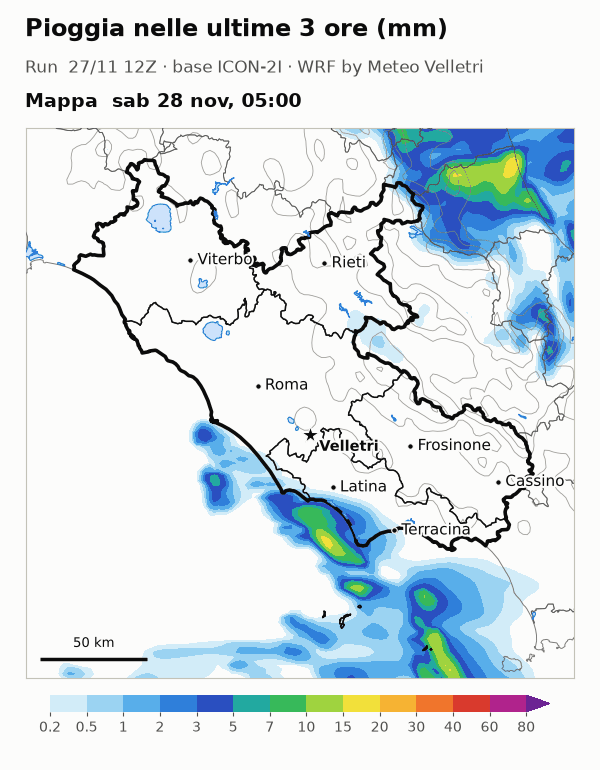 Pioggia nelle ultime 3 ore (mm)
Run  27/11 12Z · base ICON-2I · WRF by Meteo Velletri
Mappa  sab 28 nov, 05:00
Viterbo
Rieti
Roma
Velletri
Frosinone
Latina
Cassino
Terracina
50 km
0.2 0.5 1 2 3 5 7 10 15 20 30 40 60 80